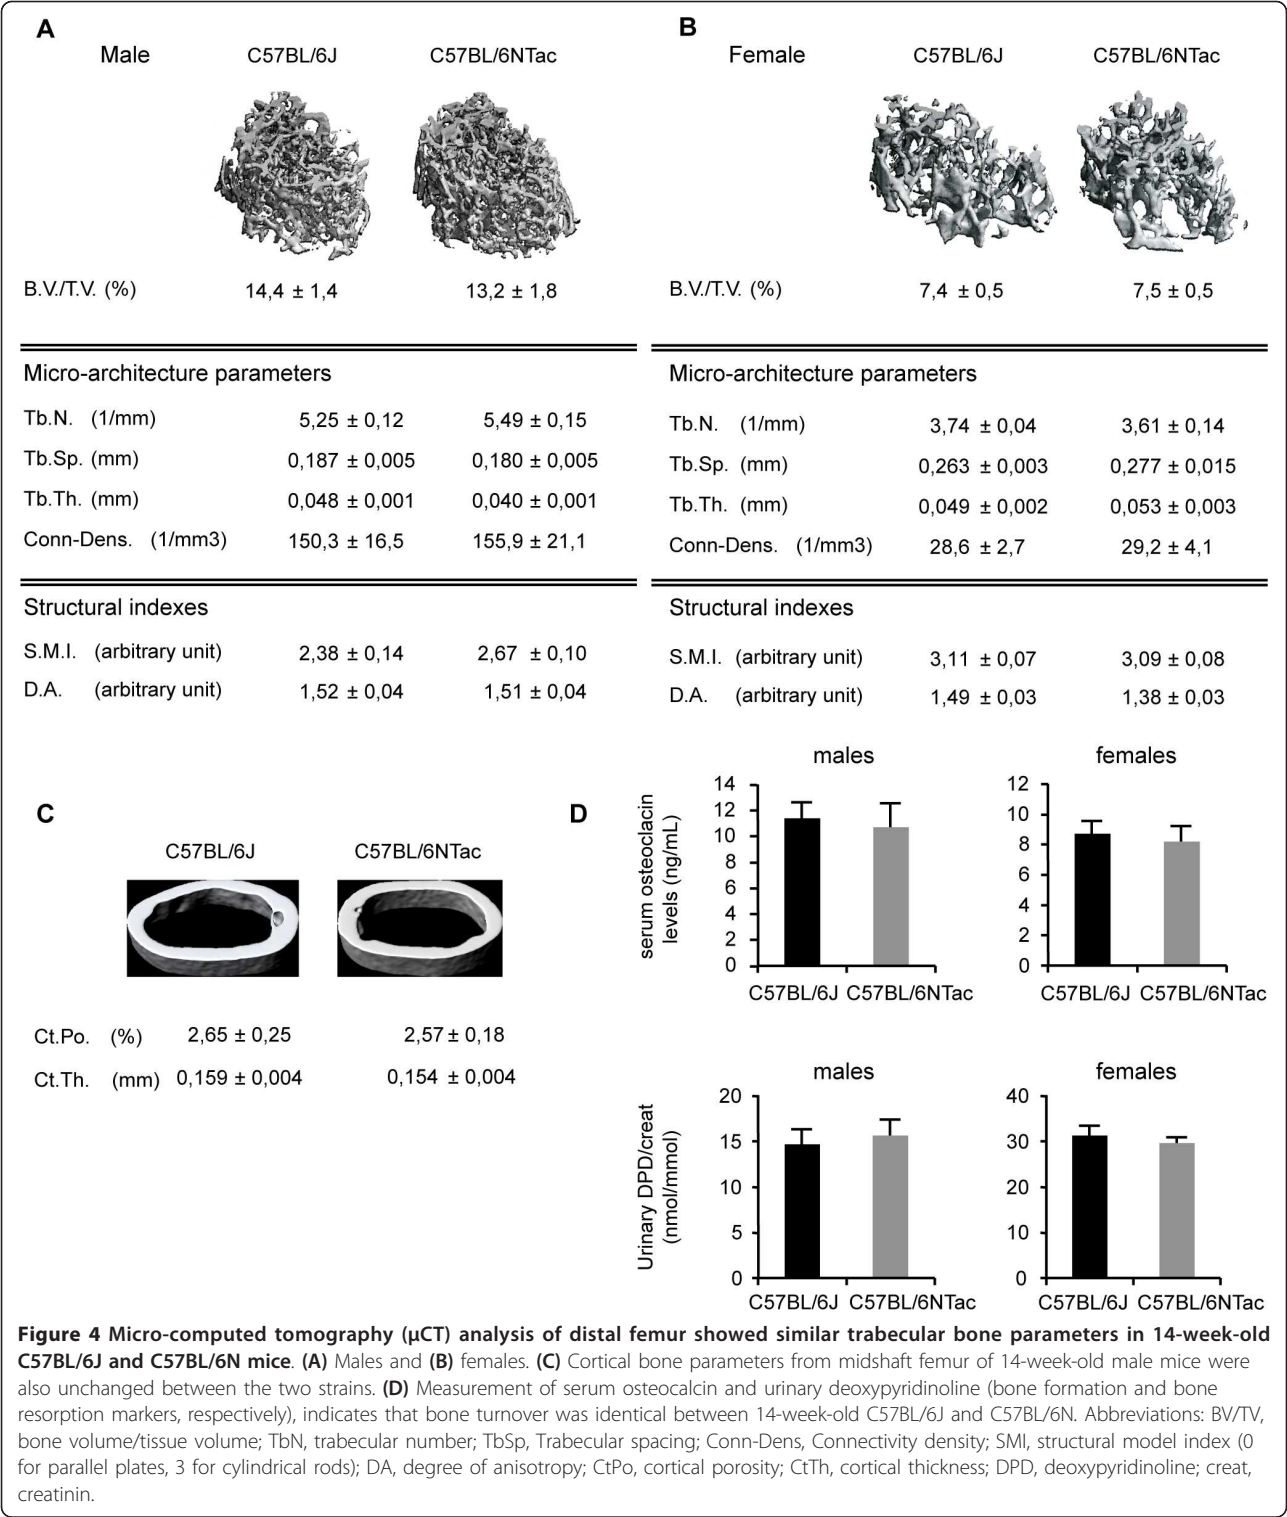 A
Male C57BL/6J C57BL/6NTac
B.V./T.V. (%) 14,4 ± 1,4 13,2 ± 1,8
Micro-architecture parameters
Tb.N. (1/mm) 5,25 ± 0,12 5,49 ± 0,15
Tb.Sp. (mm) 0,187 ± 0,005 0,180 ± 0,005
Tb.Th. (mm) 0,048 ± 0,001 0,040 ± 0,001
Conn-Dens. (1/mm3) 150,3 ± 16,5 155,9 ± 21,1
Structural indexes
S.M.I. (arbitrary unit) 2,38 ± 0,14 2,67 ± 0,10
D.A. (arbitrary unit) 1,52 ± 0,04 1,51 ± 0,04
B
Female C57BL/6J C57BL/6NTac
B.V./T.V. (%) 7,4 ± 0,5 7,5 ± 0,5
Micro-architecture parameters
Tb.N. (1/mm) 3,74 ± 0,04 3,61 ± 0,14
Tb.Sp. (mm) 0,263 ± 0,003 0,277 ± 0,015
Tb.Th. (mm) 0,049 ± 0,002 0,053 ± 0,003
Conn-Dens. (1/mm3) 28,6 ± 2,7 29,2 ± 4,1
Structural indexes
S.M.I. (arbitrary unit) 3,11 ± 0,07 3,09 ± 0,08
D.A. (arbitrary unit) 1,49 ± 0,03 1,38 ± 0,03
C
C57BL/6J C57BL/6NTac
Ct.Po. (%) 2,65 ± 0,25 2,57 ± 0,18
Ct.Th. (mm) 0,159 ± 0,004 0,154 ± 0,004
D
males
serum osteoclacin
levels (ng/mL)
14
12
10
8
6
4
2
0
C57BL/6J C57BL/6NTac
females
12
10
8
6
4
2
0
C57BL/6J C57BL/6NTac
males
Urinary DPD/creat
(nmol/mmol)
20
15
10
5
0
C57BL/6J C57BL/6NTac
females
40
30
20
10
0
C57BL/6J C57BL/6NTac
Figure 4 Micro-computed tomography (μCT) analysis of distal femur showed similar trabecular bone parameters in 14-week-old
C57BL/6J and C57BL/6N mice. (A) Males and (B) females. (C) Cortical bone parameters from midshaft femur of 14-week-old male mice were
also unchanged between the two strains. (D) Measurement of serum osteocalcin and urinary deoxypyridinoline (bone formation and bone
resorption markers, respectively), indicates that bone turnover was identical between 14-week-old C57BL/6J and C57BL/6N. Abbreviations: BV/TV,
bone volume/tissue volume; TbN, trabecular number; TbSp, Trabecular spacing; Conn-Dens, Connectivity density; SMI, structural model index (0
for parallel plates, 3 for cylindrical rods); DA, degree of anisotropy; CtPo, cortical porosity; CtTh, cortical thickness; DPD, deoxypyridinoline; creat,
creatinin.